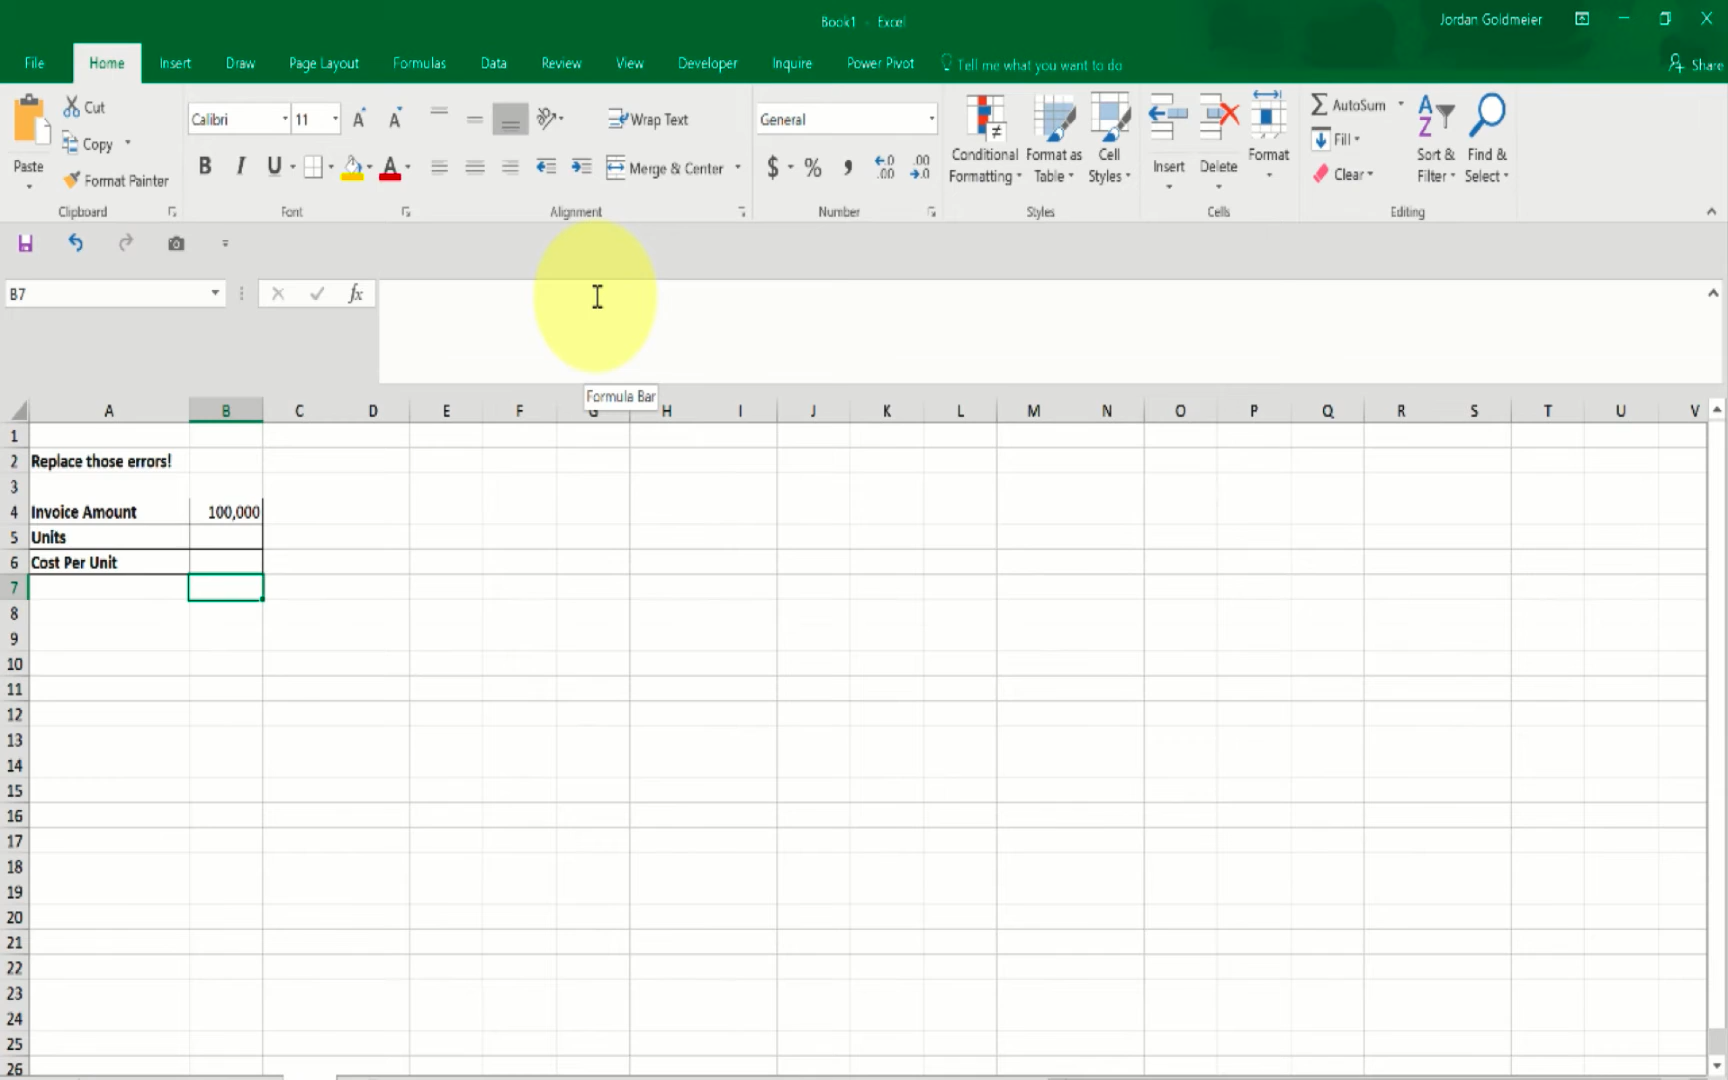 Book1 - Excel
Jordan Goldmeier
File Home Insert Draw Page Layout Formulas Data Review View Developer Inquire Power Pivot Tell me what you want to do Share
Paste
Cut
Copy
Format Painter
Clipboard
Calibri 11
B I U A
Font
Wrap Text
Merge & Center
Alignment
General
$ % , .00 .00
Number
Conditional Formatting
Format as Table
Cell Styles
Styles
Insert
Delete
Format
Cells
AutoSum
Fill
Clear
Sort & Filter
Find & Select
Editing
B7 fx
Formula Bar
A B C D E F G H I J K L M N O P Q R S T U V
1
2 Replace those errors!
3
4 Invoice Amount 100,000
5 Units
6 Cost Per Unit
7
8
9
10
11
12
13
14
15
16
17
18
19
20
21
22
23
24
25
26